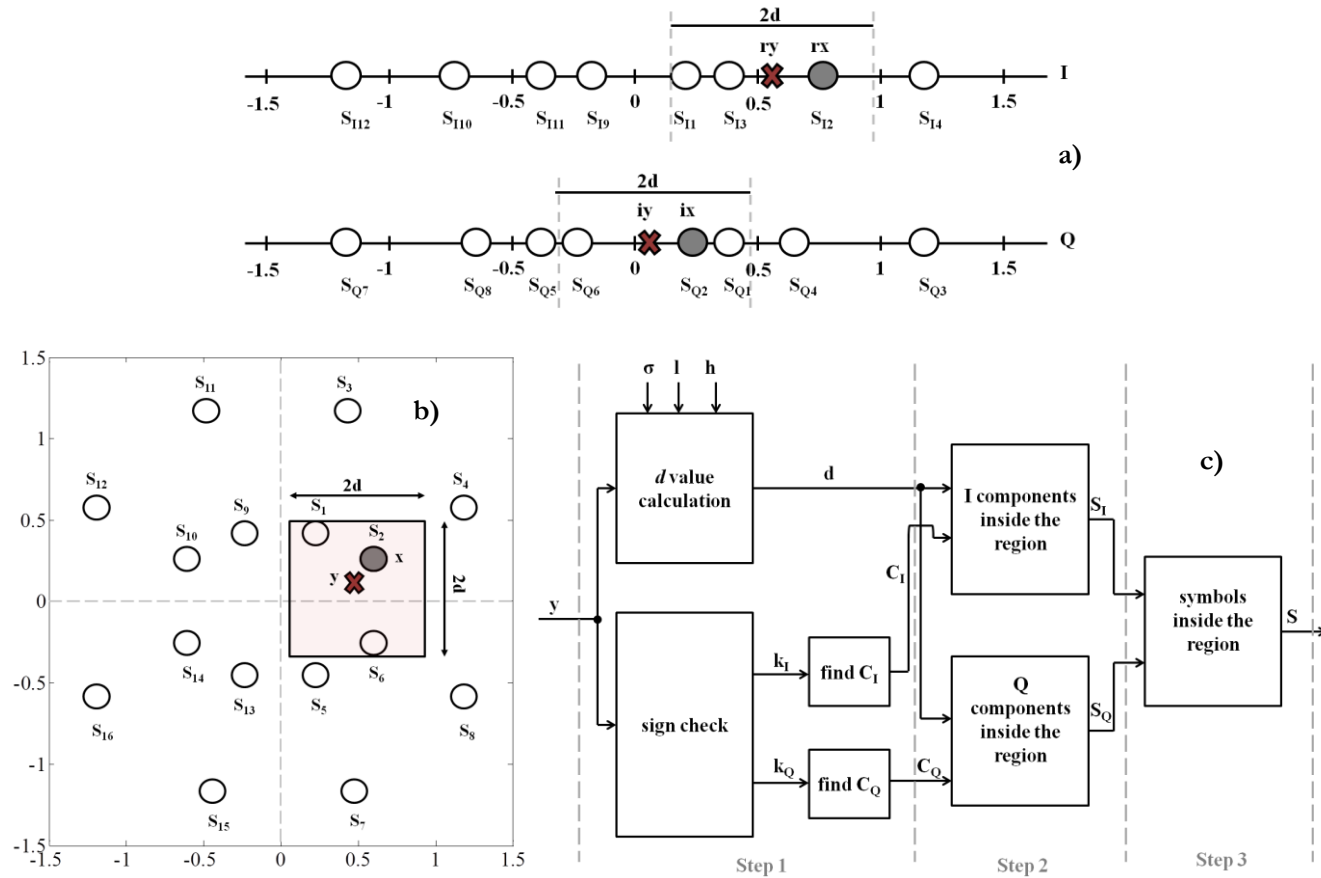 2d
ry rx
I
-1.5 -1 -0.5 0 0.5 1 1.5
S_I12 S_I10 S_I11 S_I9 S_I1 S_I3 S_I2 S_I4
a)
2d
iy ix
Q
-1.5 -1 -0.5 0 0.5 1 1.5
S_Q7 S_Q8 S_Q5 S_Q6 S_Q2 S_Q1 S_Q4 S_Q3
b)
1.5
S_11 S_3
1
S_12 2d S_4
S_9 S_1
0.5
S_10 S_2
x
y
2d
0
S_14 S_6
-0.5
S_13 S_5
S_16 S_8
-1
S_15 S_7
-1.5
-1.5 -1 -0.5 0 0.5 1 1.5
c)
σ l h
d value
calculation
d
y
sign check
k_I
find C_I
C_I
k_Q
find C_Q
C_Q
Step 1
I components
inside the
region
S_I
Q
components
inside the
region
S_Q
Step 2
symbols
inside the
region
S
Step 3